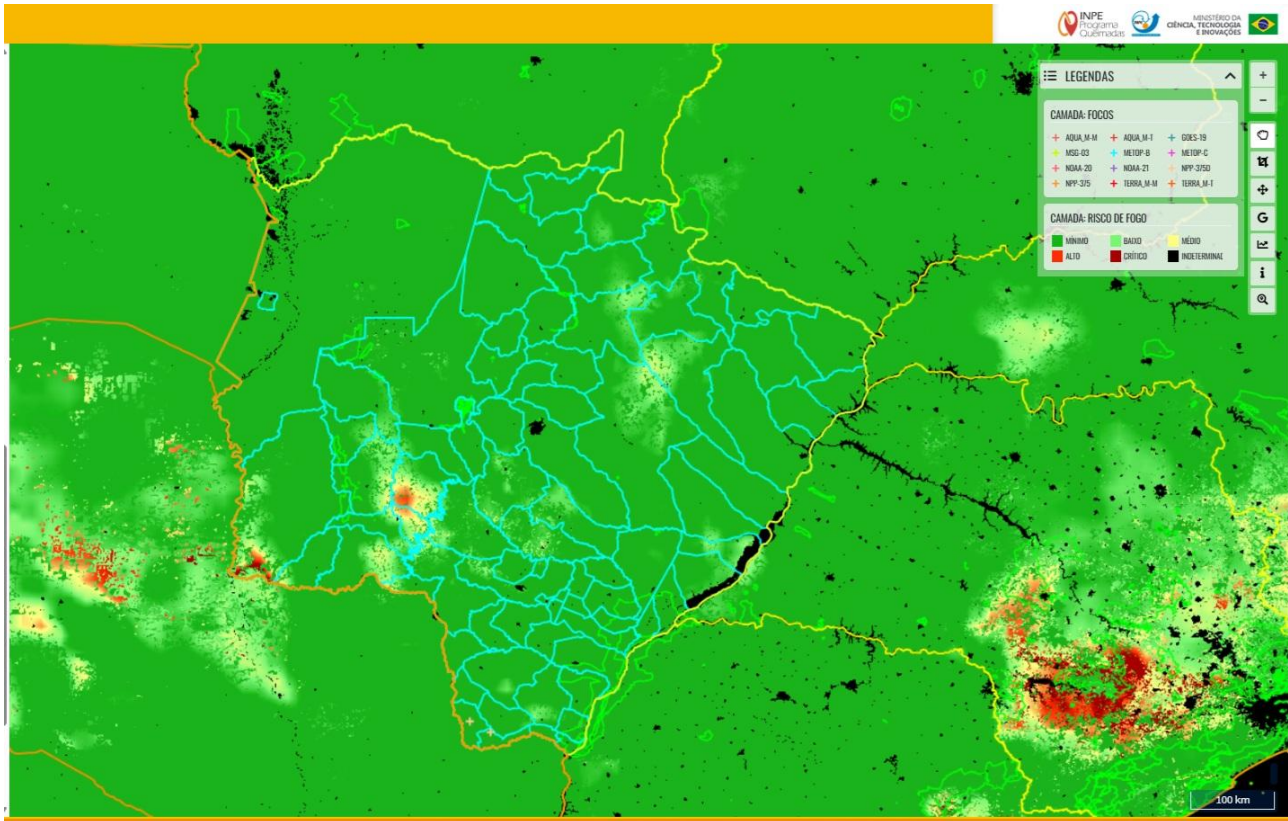 INPE
Programa
Queimadas
MINISTÉRIO DA
CIÊNCIA, TECNOLOGIA
E INOVAÇÕES
LEGENDAS
CAMADA: FOCOS
AQUA_M-M AQUA_M-T GOES-19
MSG-03 METOP-B METOP-C
NOAA-20 NOAA-21 NPP-375D
NPP-375 TERRA_M-M TERRA_M-T
CAMADA: RISCO DE FOGO
MÍNIMO BAIXO MÉDIO
ALTO CRÍTICO INDETERMINAD
100 km